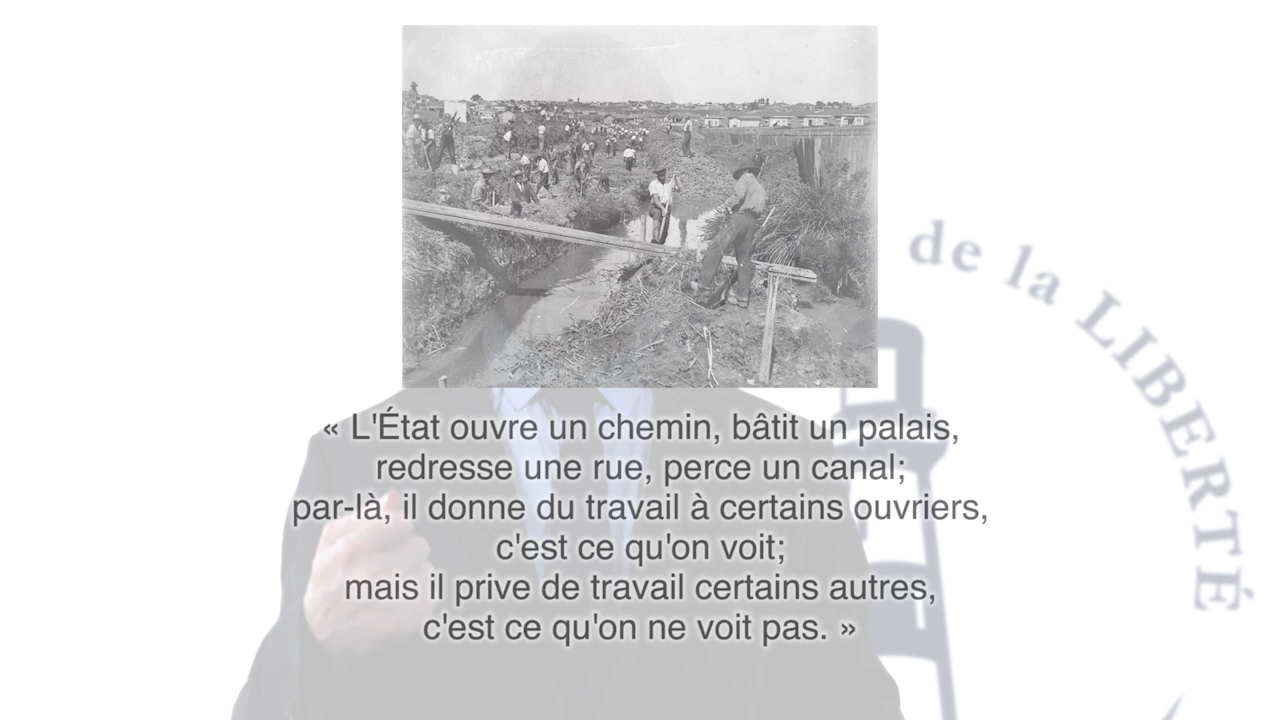 de la LIBERTÉ
« L'État ouvre un chemin, bâtit un palais,
redresse une rue, perce un canal;
par-là, il donne du travail à certains ouvriers,
c'est ce qu'on voit;
mais il prive de travail certains autres,
c'est ce qu'on ne voit pas. »